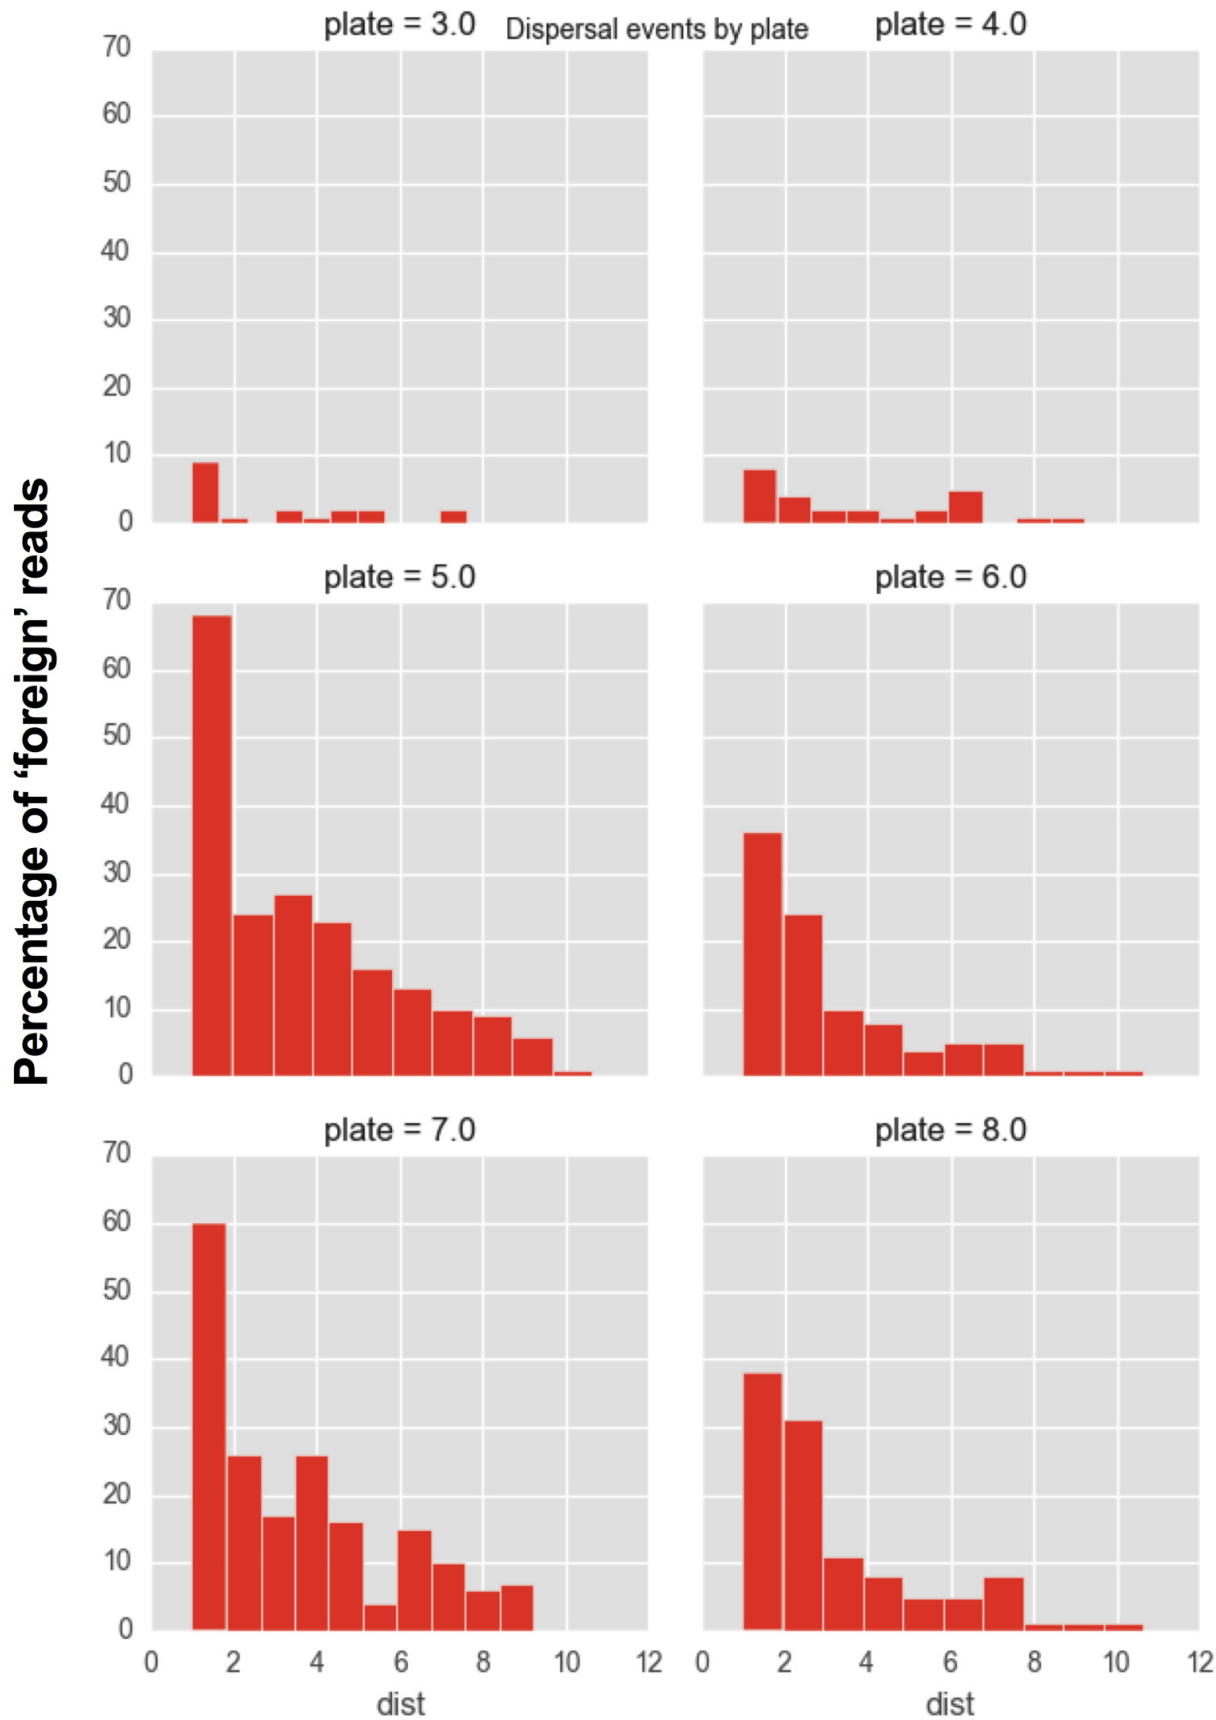 plate = 3.0
Dispersal events by plate
plate = 4.0
70
60
50
40
30
20
10
0
Percentage of ‘foreign’ reads
plate = 5.0
plate = 6.0
70
60
50
40
30
20
10
0
plate = 7.0
plate = 8.0
70
60
50
40
30
20
10
0
0 2 4 6 8 10 12
0 2 4 6 8 10 12
dist
dist